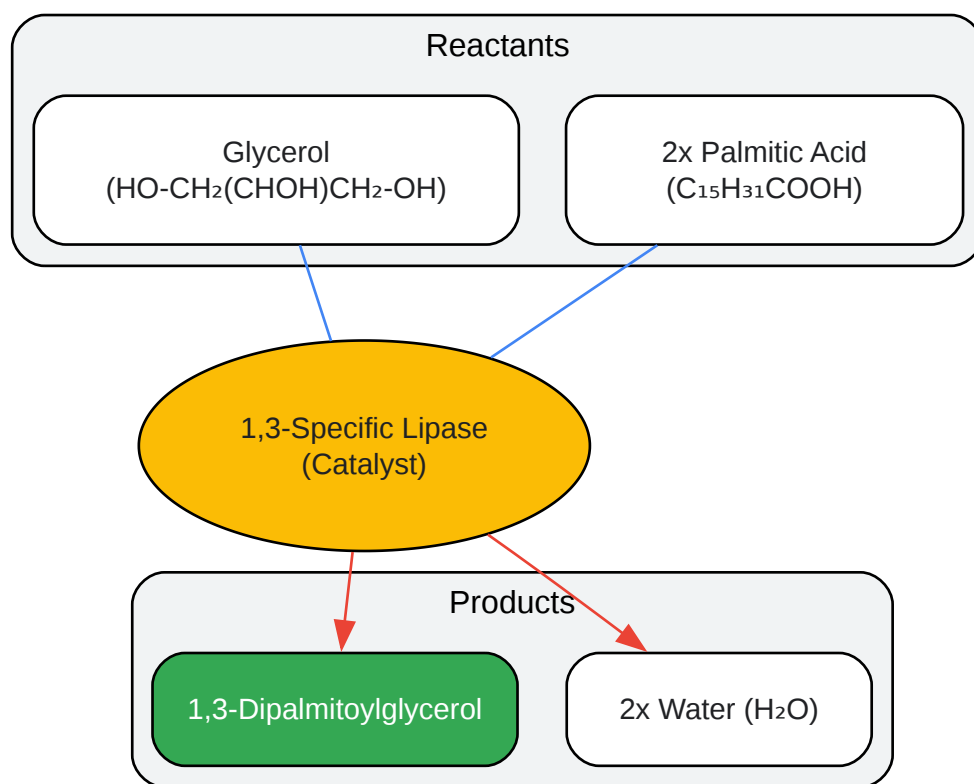 Reactants
Glycerol
(HO-CH₂(CHOH)CH₂-OH)
2x Palmitic Acid
(C₁₅H₃₁COOH)
1,3-Specific Lipase
(Catalyst)
Products
1,3-Dipalmitoylglycerol
2x Water (H₂O)